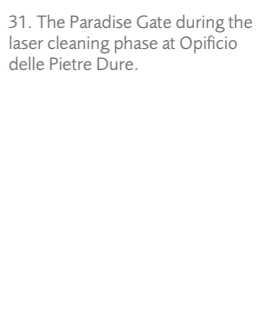 31. The Paradise Gate during the
laser cleaning phase at Opificio
delle Pietre Dure.